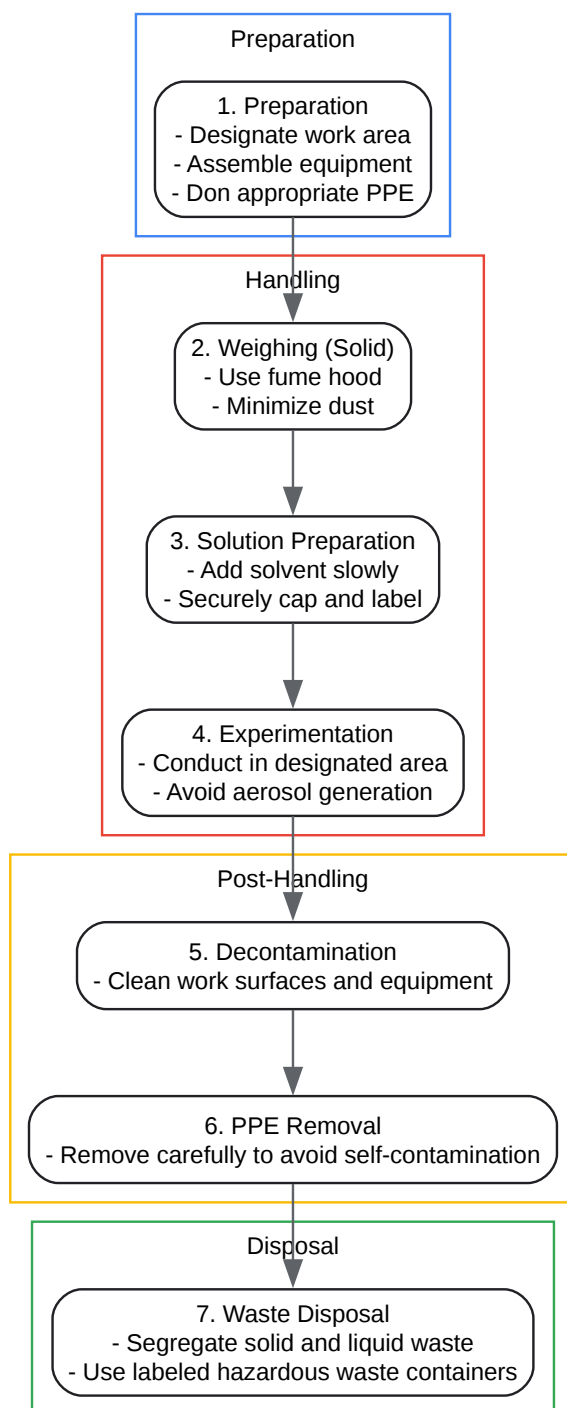 Preparation
1. Preparation
- Designate work area
- Assemble equipment
- Don appropriate PPE
Handling
2. Weighing (Solid)
- Use fume hood
- Minimize dust
3. Solution Preparation
- Add solvent slowly
- Securely cap and label
4. Experimentation
- Conduct in designated area
- Avoid aerosol generation
Post-Handling
5. Decontamination
- Clean work surfaces and equipment
6. PPE Removal
- Remove carefully to avoid self-contamination
Disposal
7. Waste Disposal
- Segregate solid and liquid waste
- Use labeled hazardous waste containers